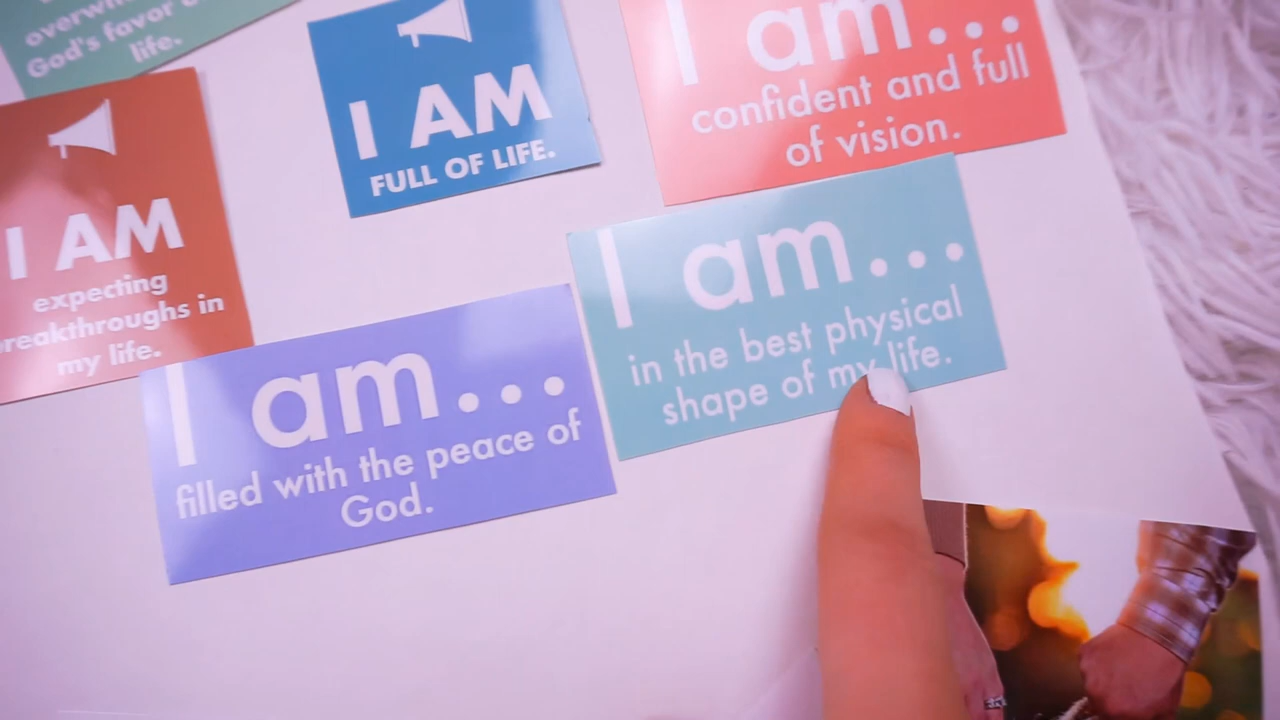 God's favor
life.
I AM
FULL OF LIFE.
I am...
confident and full
of vision.
I AM
expecting
breakthroughs in
my life.
I am...
in the best physical
shape of my life.
I am...
filled with the peace of
God.